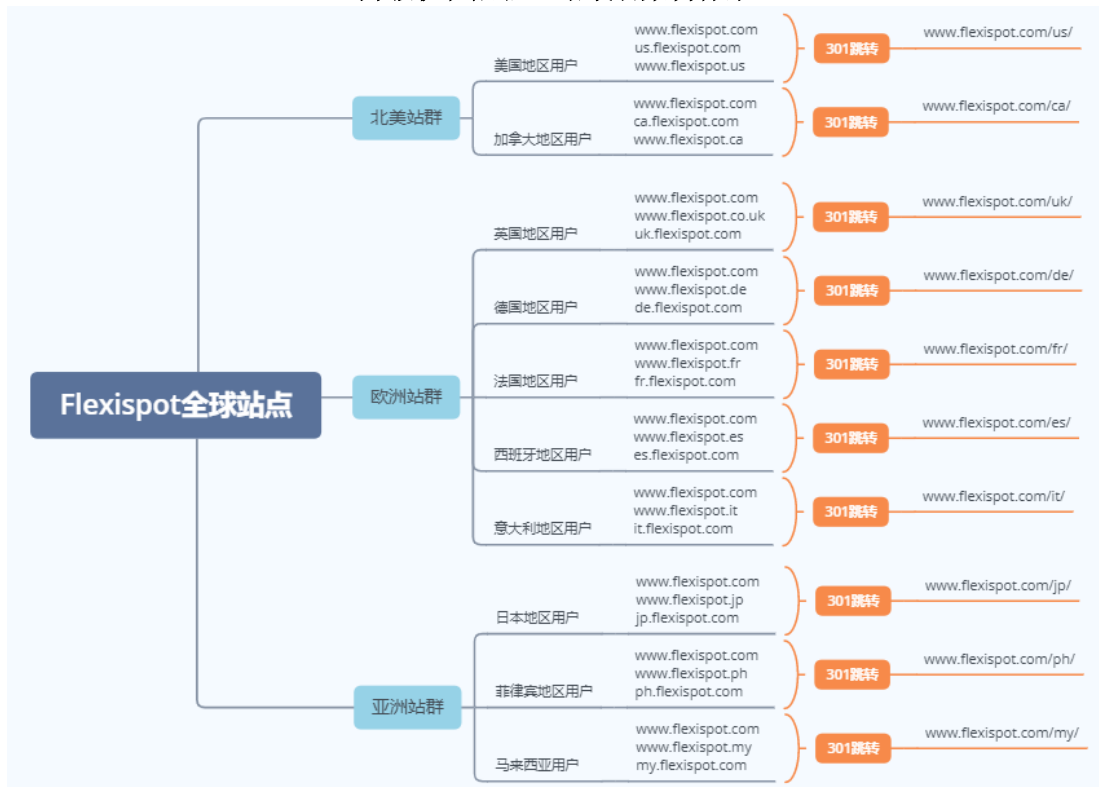 Flexispot全球站点
北美站群
美国地区用户
www.flexispot.com
us.flexispot.com
www.flexispot.us
301跳转
www.flexispot.com/us/
加拿大地区用户
www.flexispot.com
ca.flexispot.com
www.flexispot.ca
301跳转
www.flexispot.com/ca/
欧洲站群
英国地区用户
www.flexispot.com
www.flexispot.co.uk
uk.flexispot.com
301跳转
www.flexispot.com/uk/
德国地区用户
www.flexispot.com
www.flexispot.de
de.flexispot.com
301跳转
www.flexispot.com/de/
法国地区用户
www.flexispot.com
www.flexispot.fr
fr.flexispot.com
301跳转
www.flexispot.com/fr/
西班牙地区用户
www.flexispot.com
www.flexispot.es
es.flexispot.com
301跳转
www.flexispot.com/es/
意大利地区用户
www.flexispot.com
www.flexispot.it
it.flexispot.com
301跳转
www.flexispot.com/it/
亚洲站群
日本地区用户
www.flexispot.com
www.flexispot.jp
jp.flexispot.com
301跳转
www.flexispot.com/jp/
菲律宾地区用户
www.flexispot.com
www.flexispot.ph
ph.flexispot.com
301跳转
www.flexispot.com/ph/
马来西亚用户
www.flexispot.com
www.flexispot.my
my.flexispot.com
301跳转
www.flexispot.com/my/